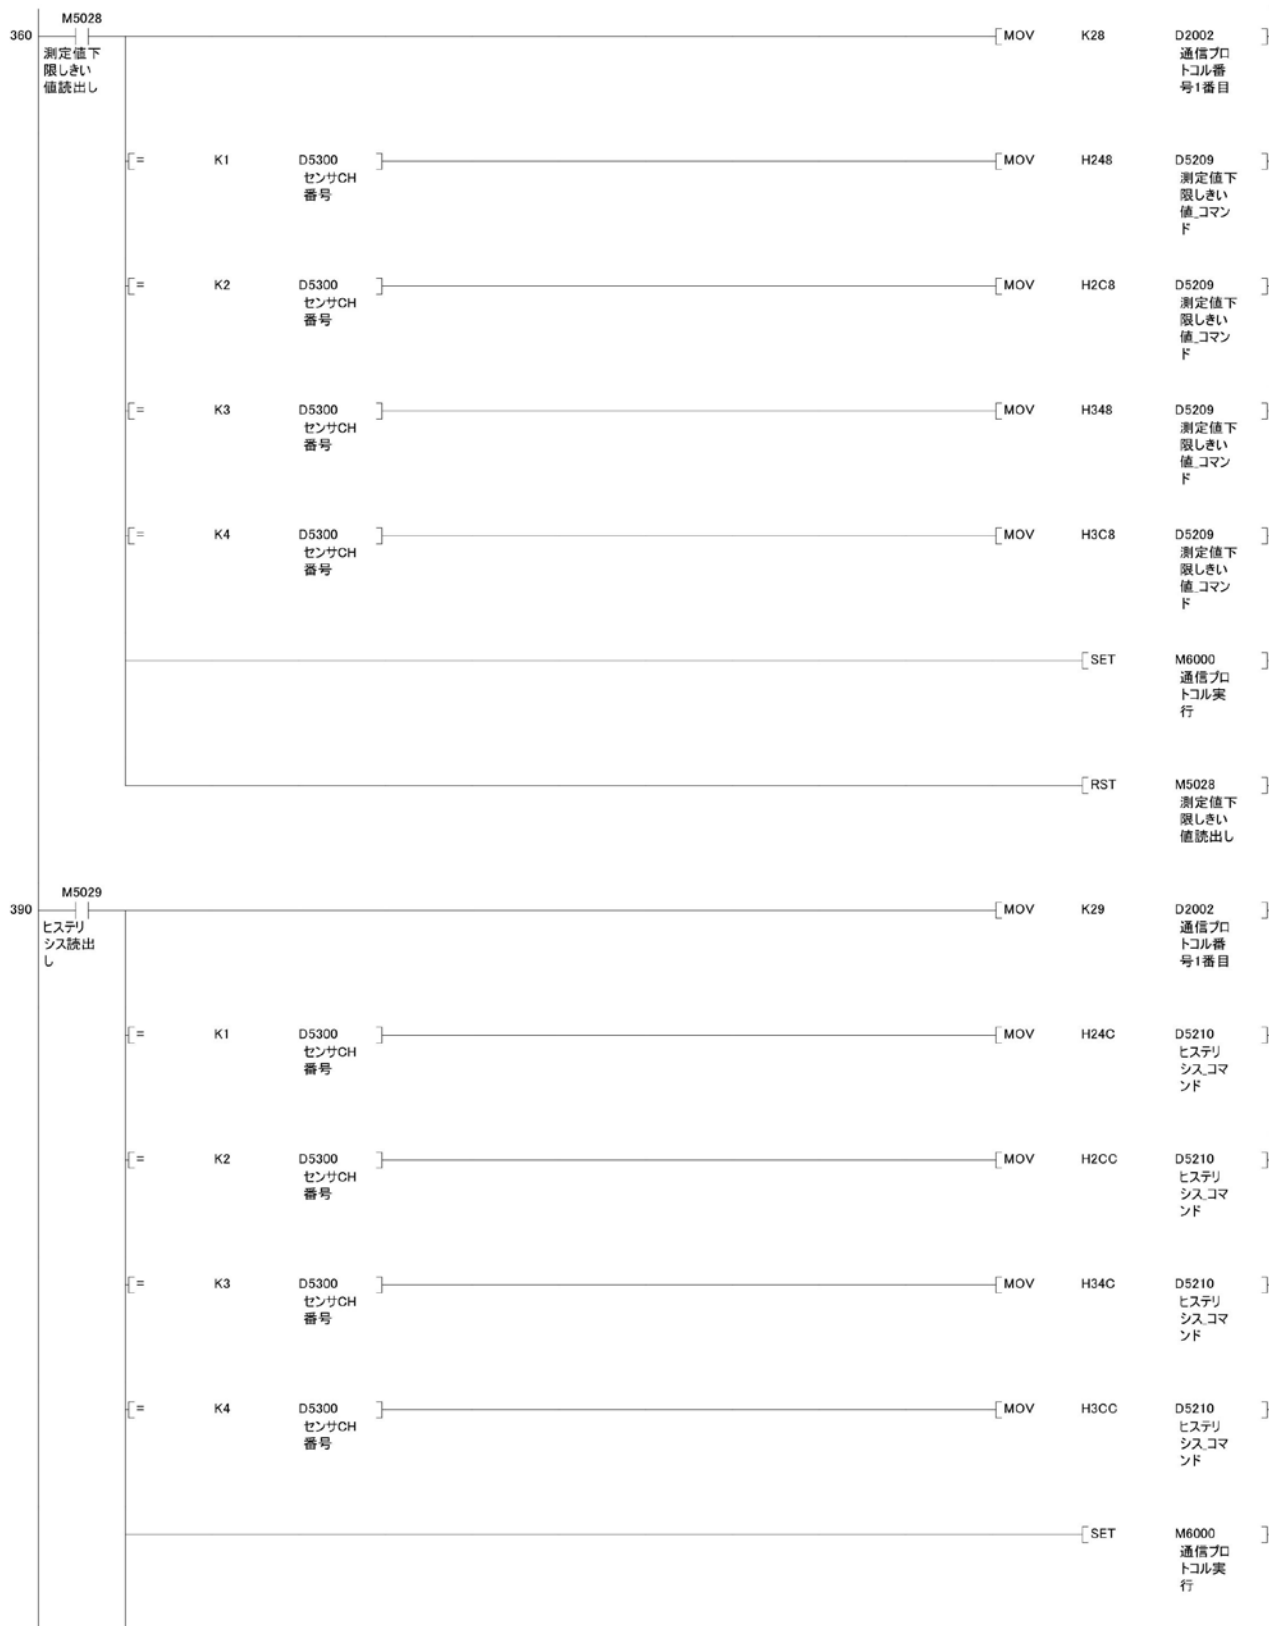 M5028
360 [MOV K28 D2002 ]
測定値下
限しきい
値読出し
通信プロ
トコル番
号1番目
[= K1 D5300 ] [MOV H248 D5209 ]
センサCH
番号
測定値下
限しきい
値_コマン
ド
[= K2 D5300 ] [MOV H2C8 D5209 ]
センサCH
番号
測定値下
限しきい
値_コマン
ド
[= K3 D5300 ] [MOV H348 D5209 ]
センサCH
番号
測定値下
限しきい
値_コマン
ド
[= K4 D5300 ] [MOV H3C8 D5209 ]
センサCH
番号
測定値下
限しきい
値_コマン
ド
[SET M6000 ]
通信プロ
トコル実
行
[RST M5028 ]
測定値下
限しきい
値読出し
M5029
390 [MOV K29 D2002 ]
ヒステリ
シス読出
し
通信プロ
トコル番
号1番目
[= K1 D5300 ] [MOV H24C D5210 ]
センサCH
番号
ヒステリ
シス_コマ
ンド
[= K2 D5300 ] [MOV H2CC D5210 ]
センサCH
番号
ヒステリ
シス_コマ
ンド
[= K3 D5300 ] [MOV H34C D5210 ]
センサCH
番号
ヒステリ
シス_コマ
ンド
[= K4 D5300 ] [MOV H3CC D5210 ]
センサCH
番号
ヒステリ
シス_コマ
ンド
[SET M6000 ]
通信プロ
トコル実
行